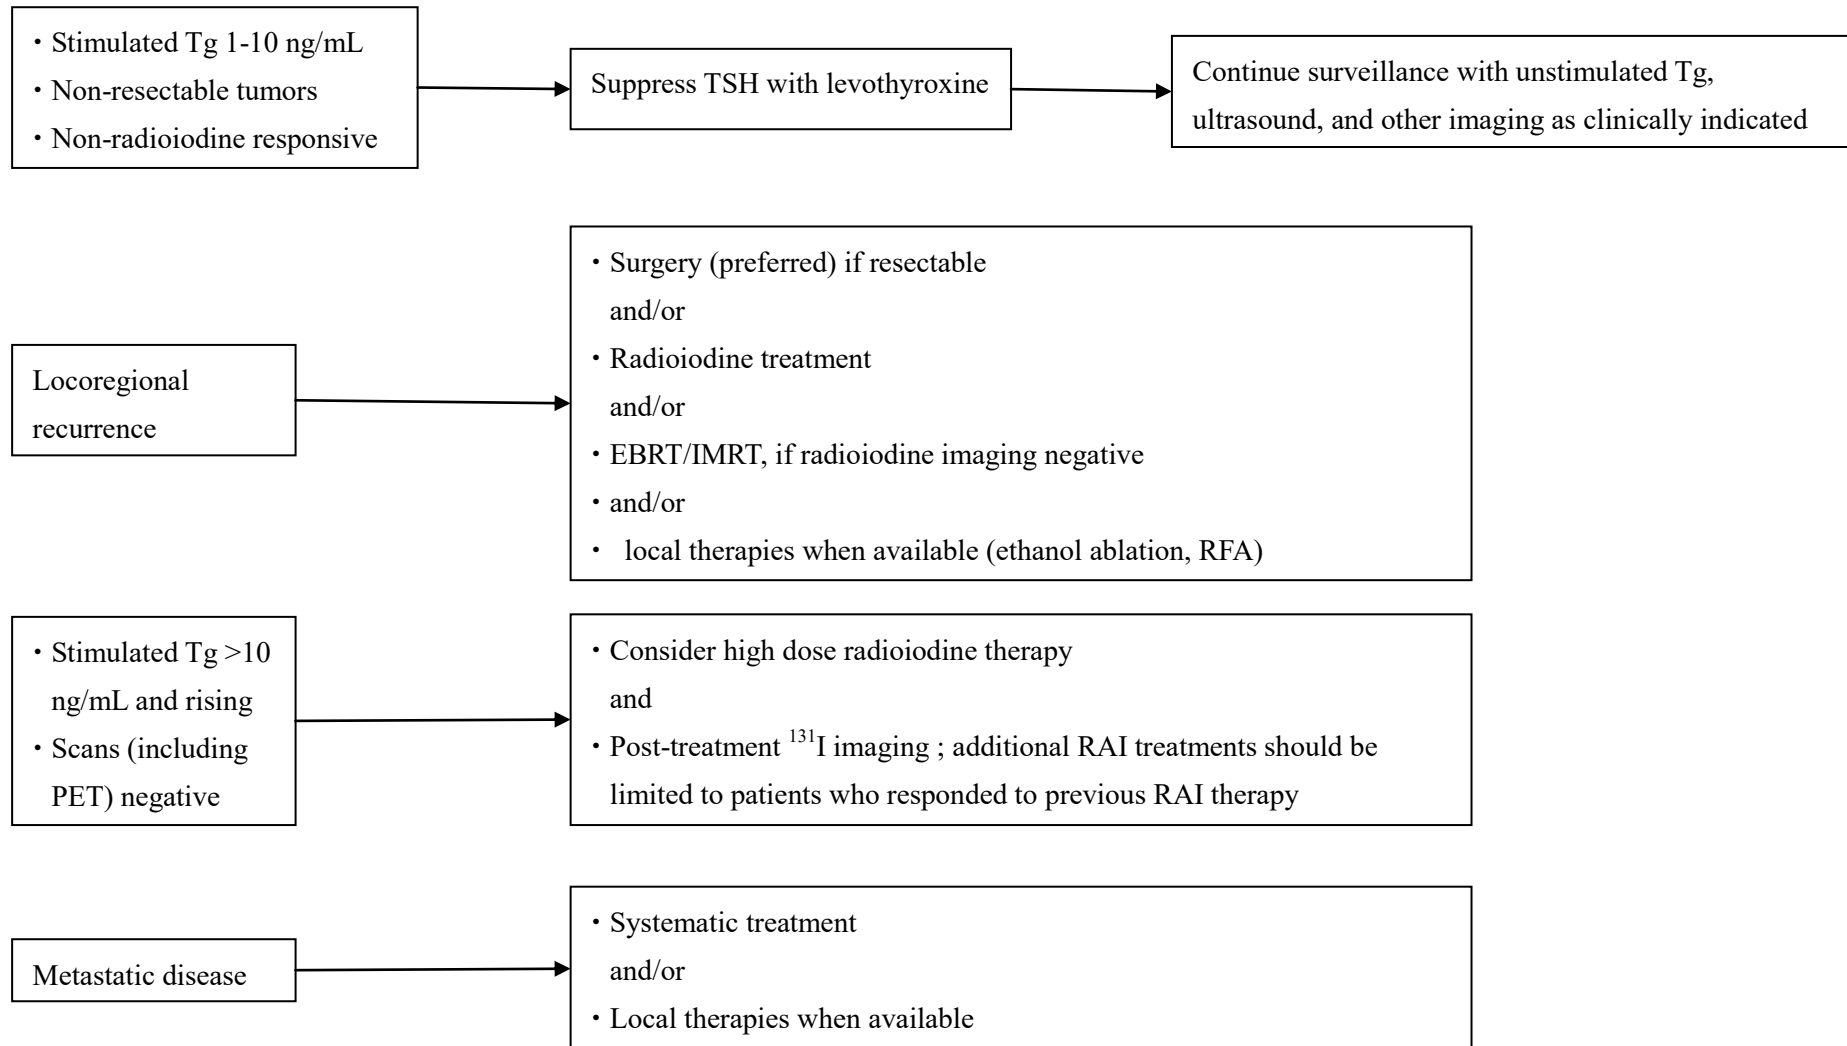 ・Stimulated Tg 1-10 ng/mL
・Non-resectable tumors
・Non-radioiodine responsive
Suppress TSH with levothyroxine
Continue surveillance with unstimulated Tg,
ultrasound, and other imaging as clinically indicated
Locoregional
recurrence
・Surgery (preferred) if resectable
and/or
・Radioiodine treatment
and/or
・EBRT/IMRT, if radioiodine imaging negative
・and/or
・ local therapies when available (ethanol ablation, RFA)
・Stimulated Tg >10
ng/mL and rising
・Scans (including
PET) negative
・Consider high dose radioiodine therapy
and
・Post-treatment ¹³¹I imaging ; additional RAI treatments should be
limited to patients who responded to previous RAI therapy
Metastatic disease
・Systematic treatment
and/or
・Local therapies when available